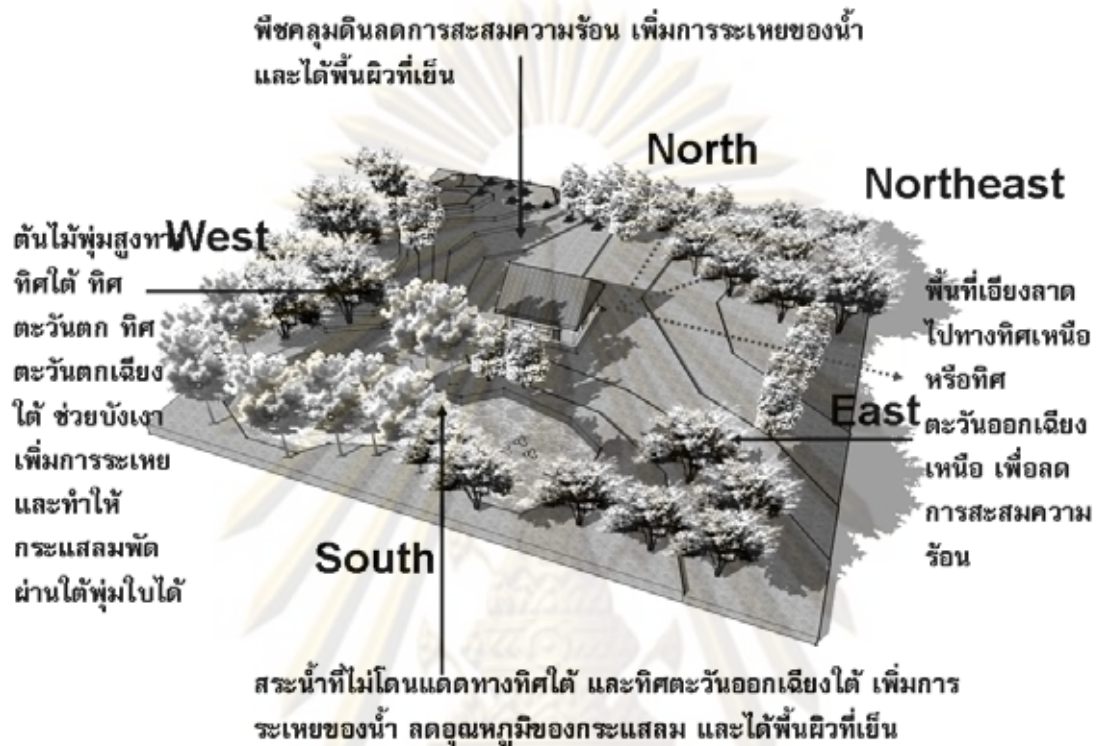 พืชคลุมดินลดการสะสมความร้อน เพิ่มการระเหยของน้ำ
และได้พื้นผิวที่เย็น
North
Northeast
West
ต้นไม้พุ่มสูงทาง
ทิศใต้ ทิศ
ตะวันตก ทิศ
ตะวันตกเฉียง
ใต้ ช่วยบังเงา
เพิ่มการระเหย
และทำให้
กระแสลมพัด
ผ่านใต้พุ่มใบได้
พื้นที่เอียงลาด
ไปทางทิศเหนือ
หรือทิศ
ตะวันออกเฉียง
เหนือ เพื่อลด
การสะสมความ
ร้อน
East
South
สระน้ำที่ไม่โดนแดดทางทิศใต้ และทิศตะวันออกเฉียงใต้ เพิ่มการ
ระเหยของน้ำ ลดอุณหภูมิของกระแสลม และได้พื้นผิวที่เย็น